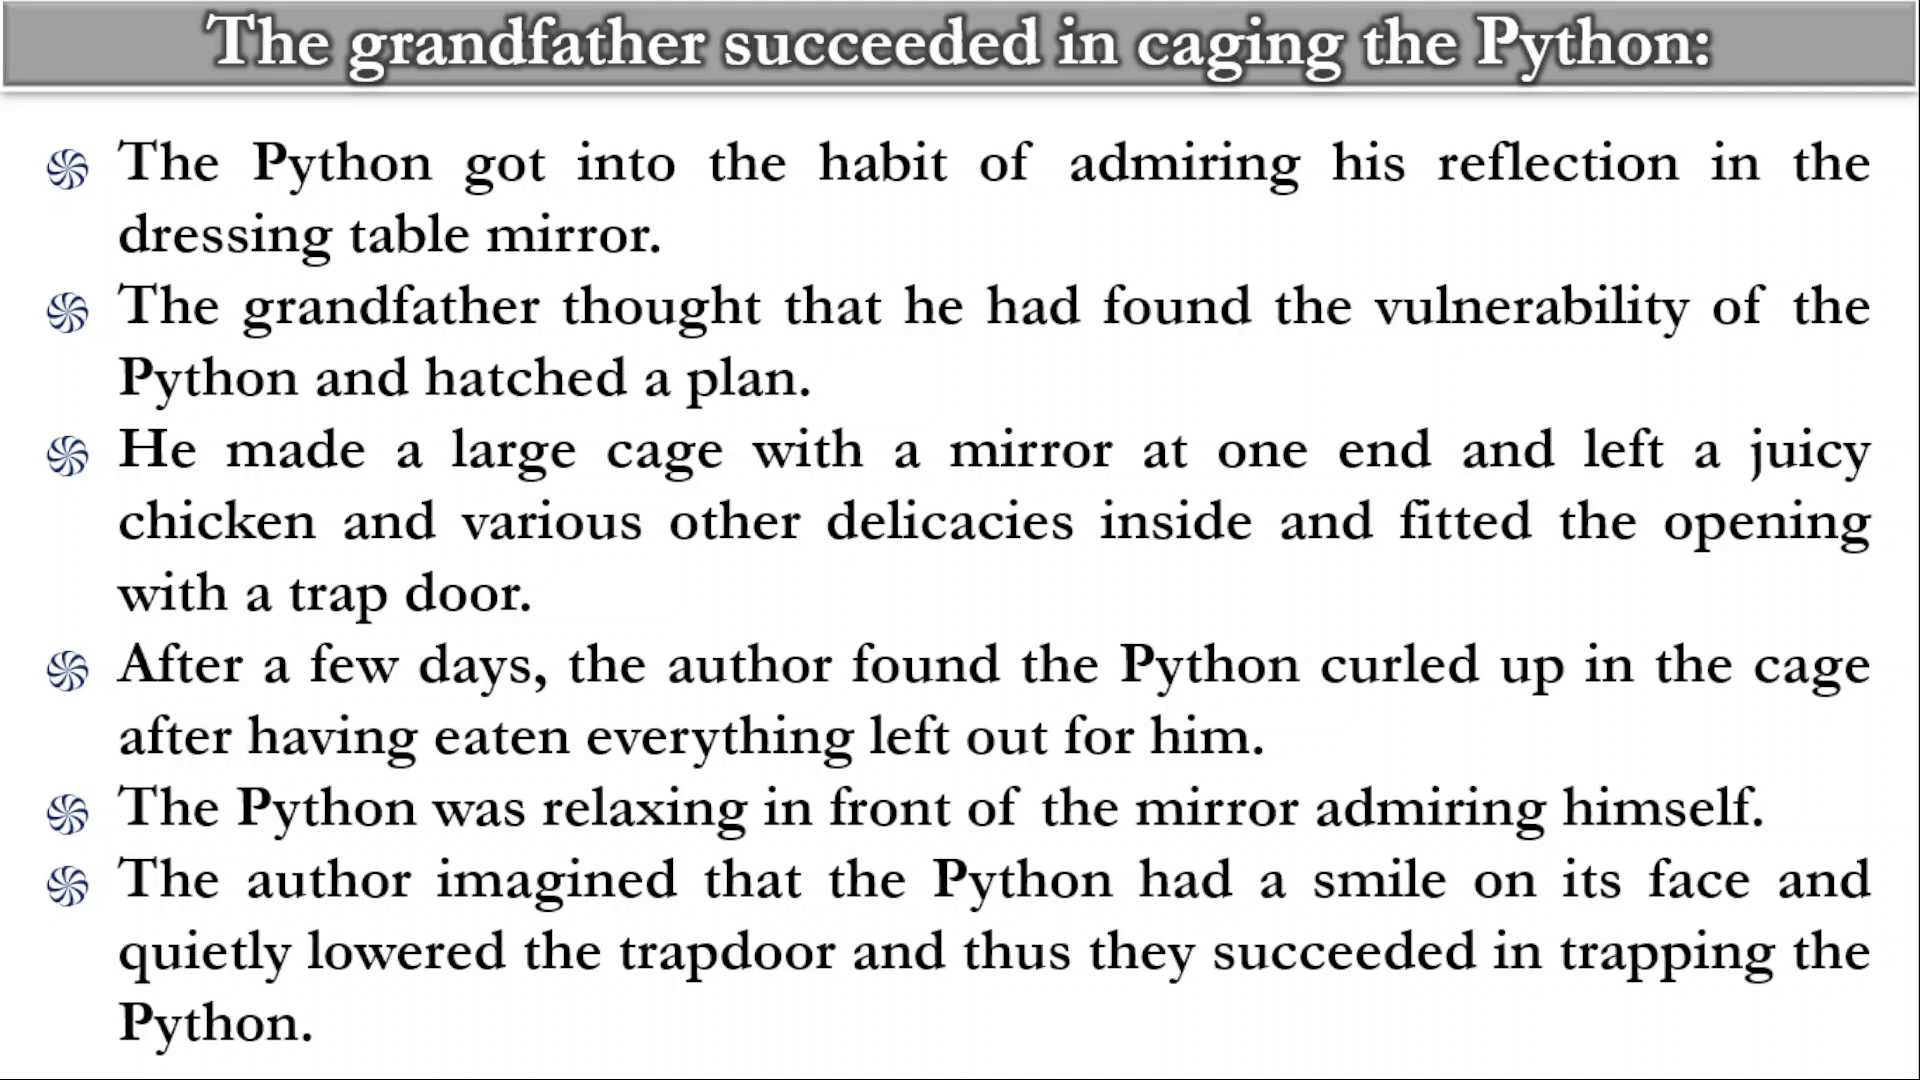 The grandfather succeeded in caging the Python:
The Python got into the habit of admiring his reflection in the
dressing table mirror.
The grandfather thought that he had found the vulnerability of the
Python and hatched a plan.
He made a large cage with a mirror at one end and left a juicy
chicken and various other delicacies inside and fitted the opening
with a trap door.
After a few days, the author found the Python curled up in the cage
after having eaten everything left out for him.
The Python was relaxing in front of the mirror admiring himself.
The author imagined that the Python had a smile on its face and
quietly lowered the trapdoor and thus they succeeded in trapping the
Python.